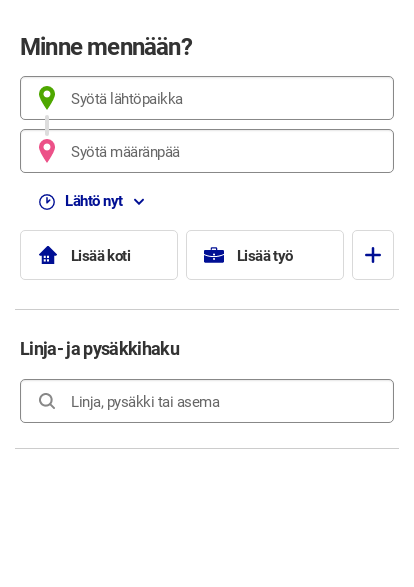 Minne mennään?
Syötä lähtöpaikka
Syötä määränpää
Lähtö nyt
Lisää koti
Lisää työ
Linja- ja pysäkkihaku
Linja, pysäkki tai asema